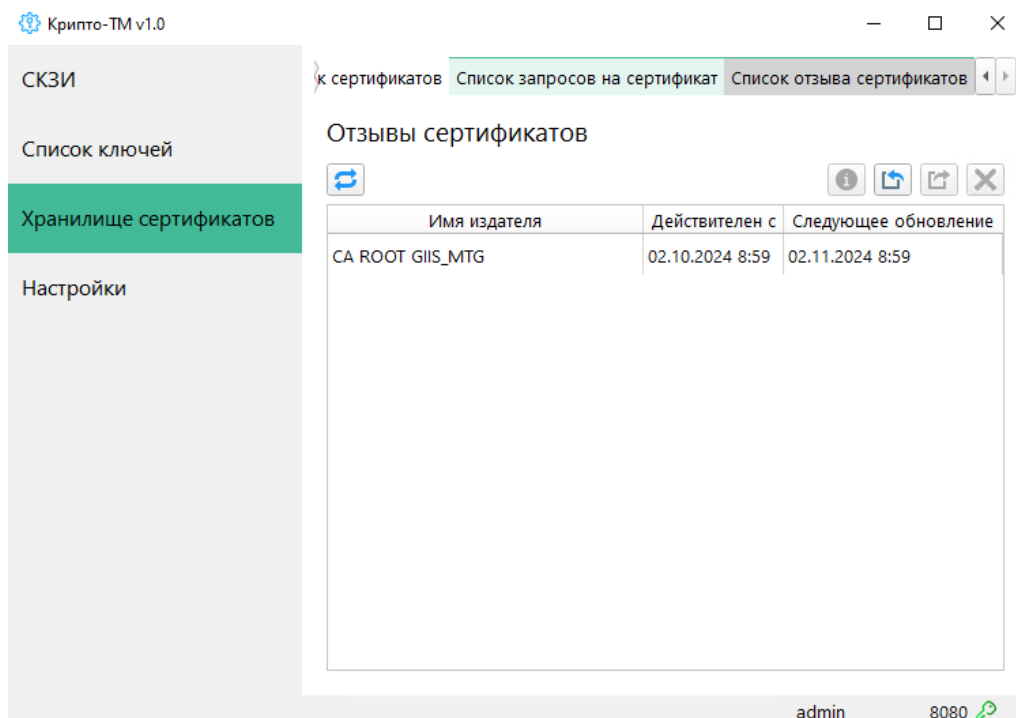 Крипто-ТМ v1.0
СКЗИ
Список ключей
Хранилище сертификатов
Настройки
к сертификатов Список запросов на сертификат Список отзыва сертификатов
Отзывы сертификатов
Имя издателя Действителен с Следующее обновление
CA ROOT GIIS_MTG 02.10.2024 8:59 02.11.2024 8:59
admin 8080